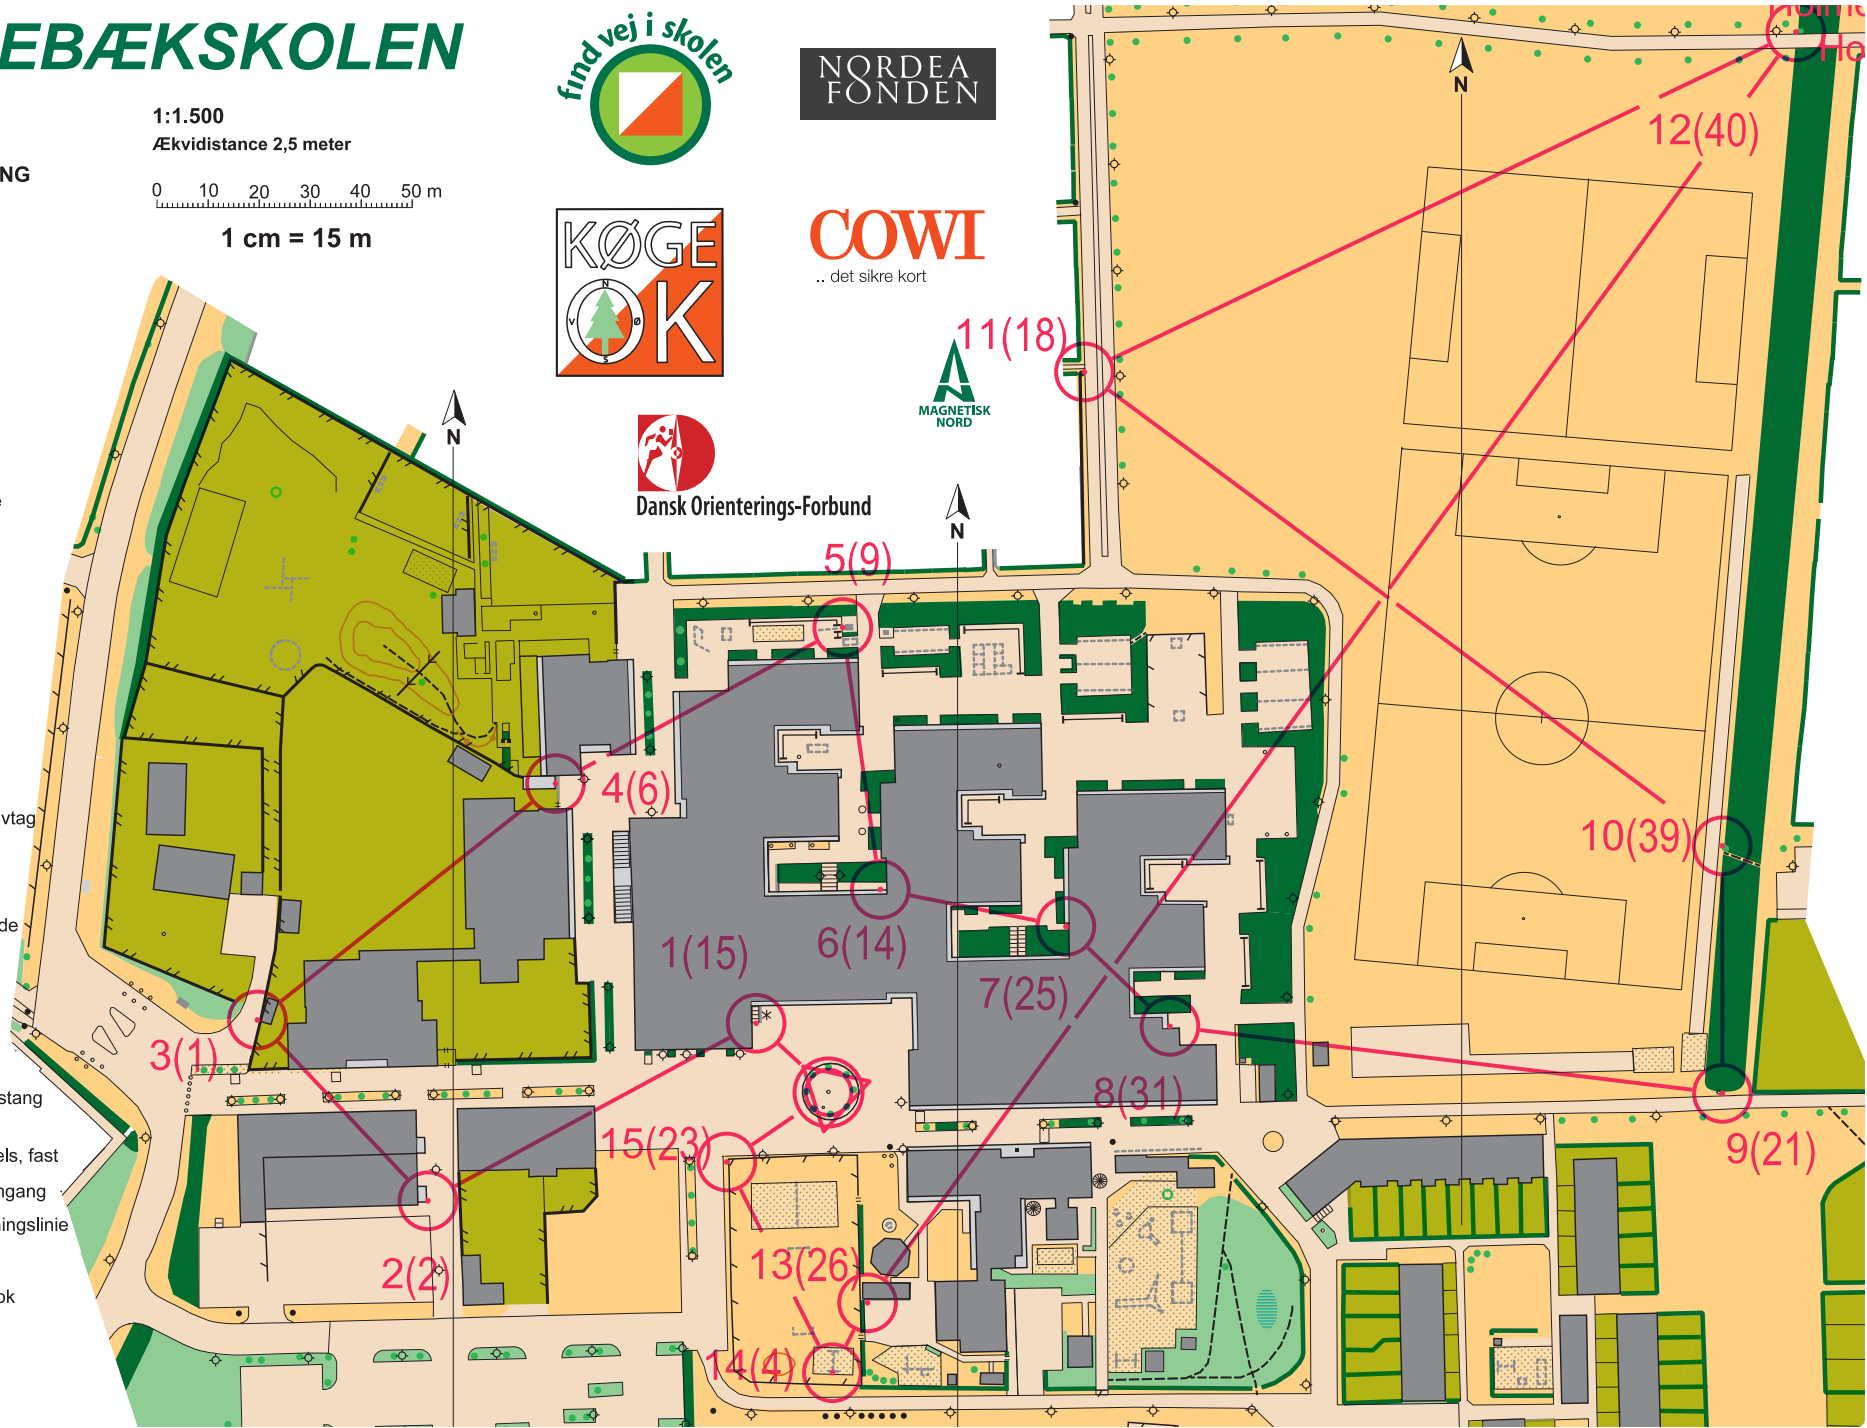 EBÆKSKOLEN
1:1.500
Ækvidistance 2,5 meter
NG
0 10 20 30 40 50 m
1 cm = 15 m
find vej i skolen
NORDEA
FONDEN
KØGE
OK
N
V
Ø
S
COWI
.. det sikre kort
MAGNETISK
NORD
Dansk Orienterings-Forbund
N
N
N
N
12(40)
11(18)
5(9)
4(6)
10(39)
1(15)
6(14)
7(25)
3(1)
8(31)
15(23)
9(21)
2(2)
13(26)
14(4)
e
vtag
de
stang
els, fast
ngang
ningslinie
ok